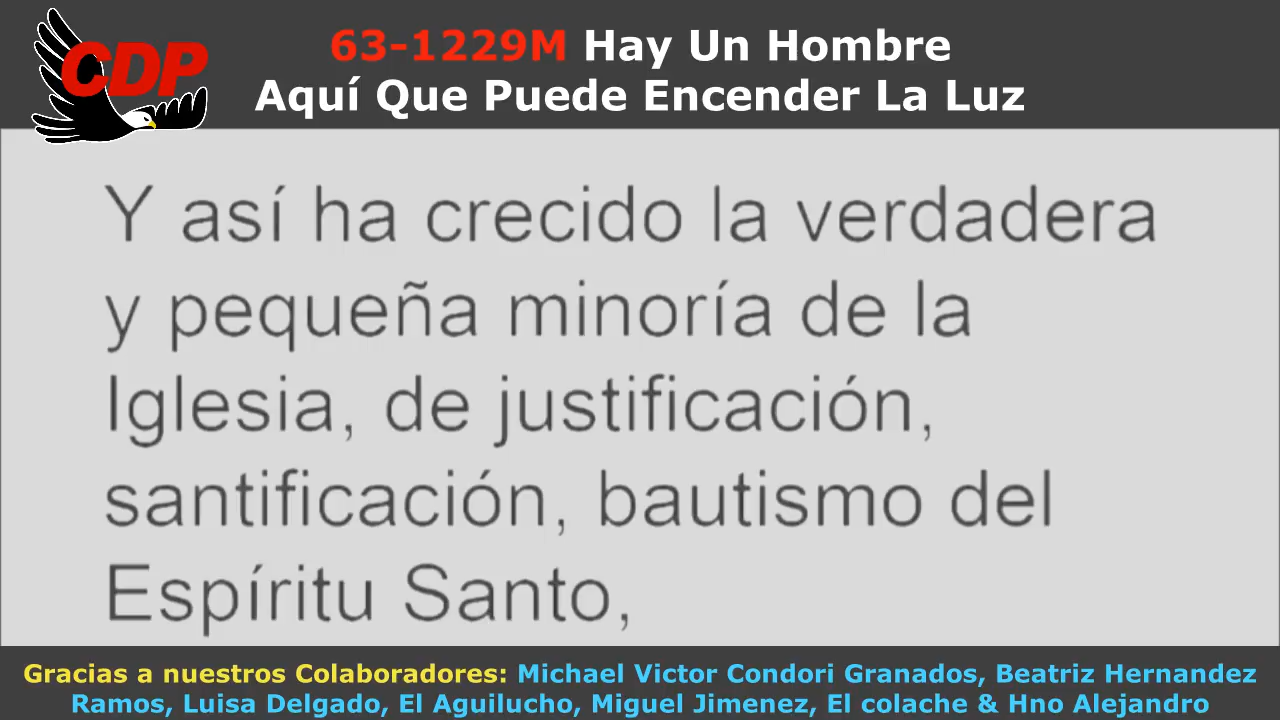 CDP
63-1229M Hay Un Hombre
Aquí Que Puede Encender La Luz
Y así ha crecido la verdadera
y pequeña minoría de la
Iglesia, de justificación,
santificación, bautismo del
Espíritu Santo,
Gracias a nuestros Colaboradores: Michael Victor Condori Granados, Beatriz Hernandez
Ramos, Luisa Delgado, El Aguilucho, Miguel Jimenez, El colache & Hno Alejandro